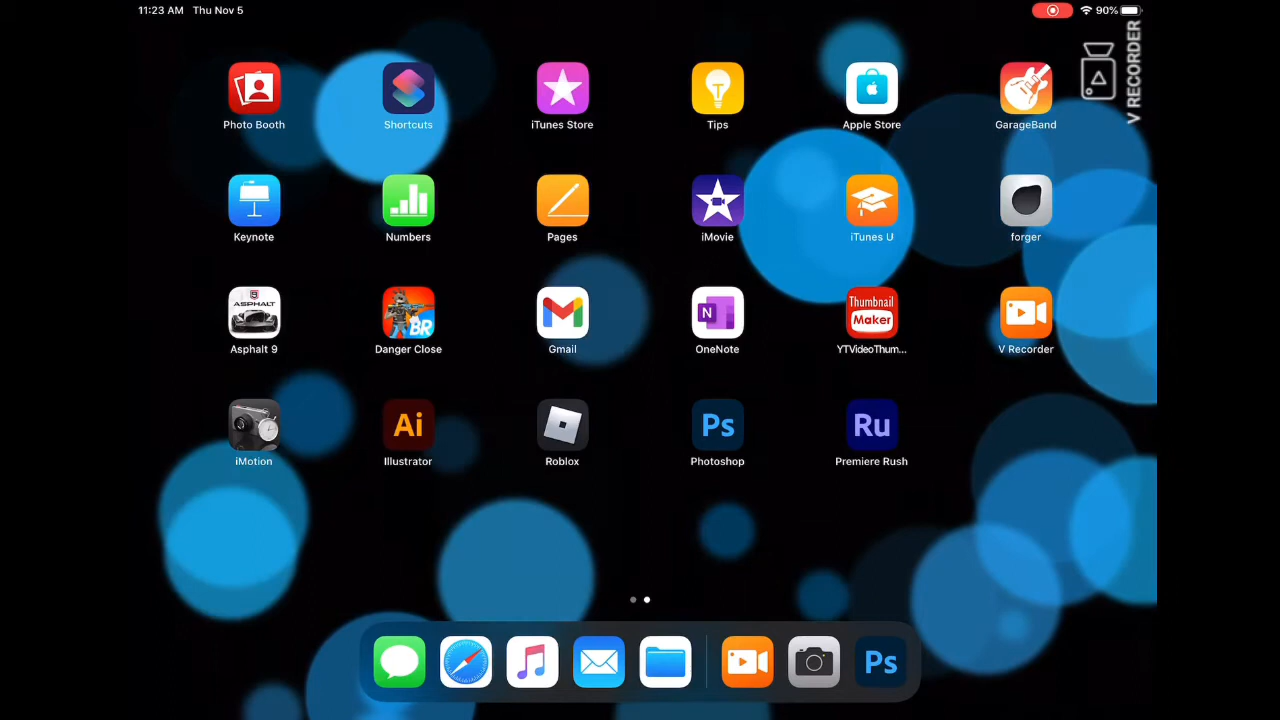 11:23 AM Thu Nov 5
90%
V RECORDER
Photo Booth
Shortcuts
iTunes Store
Tips
Apple Store
GarageBand
Keynote
Numbers
Pages
iMovie
iTunes U
forger
ASPHALT
BR
N
Thumbnail
Maker
Asphalt 9
Danger Close
Gmail
OneNote
YTVideoThum...
V Recorder
Ai
Ps
Ru
iMotion
Illustrator
Roblox
Photoshop
Premiere Rush
Ps